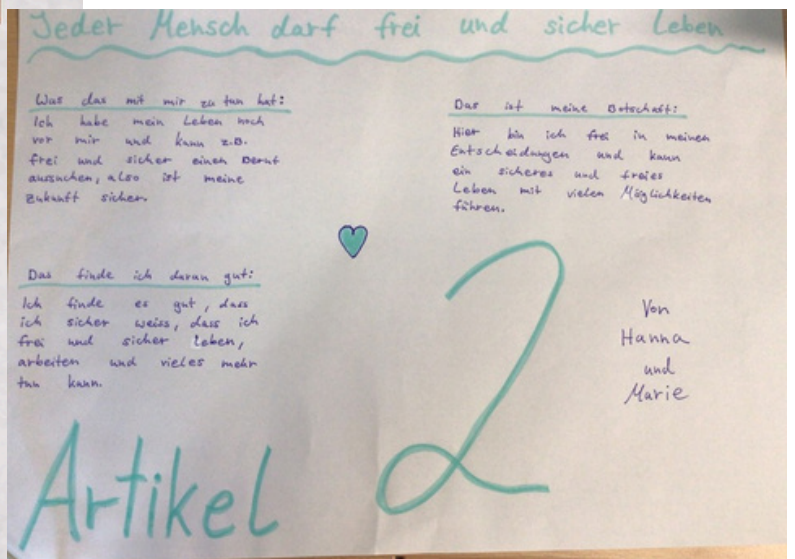 Jeder Mensch darf frei und sicher Leben
Was das mit mir zu tun hat:
Ich habe mein Leben noch
vor mir und kann z.B.
frei und sicher einen Beruf
aussuchen, also ist meine
Zukunft sicher.
Das ist meine Botschaft:
Hier bin ich frei in meinen
Entscheidungen und kann
ein sicheres und freies
Leben mit vielen Möglichkeiten
führen.
Das finde ich daran gut:
Ich finde es gut, dass
ich sicher weiss, dass ich
frei und sicher leben,
arbeiten und vieles mehr
tun kann.
Von
Hanna
und
Marie
Artikel 2